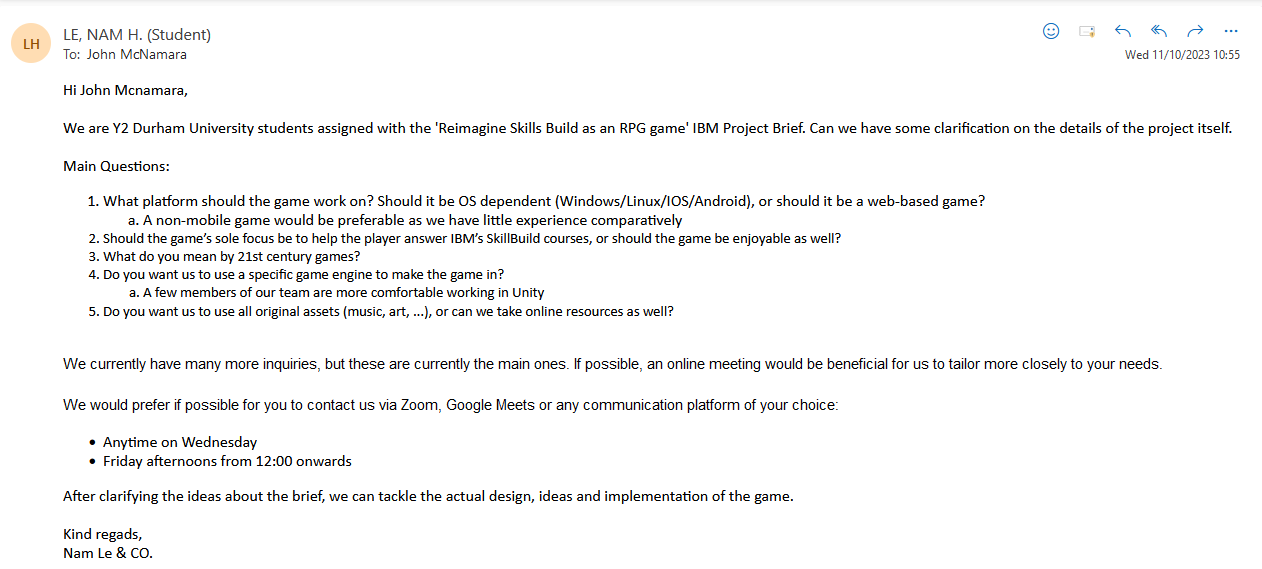 LH
LE, NAM H. (Student)
To: John McNamara
Wed 11/10/2023 10:55
Hi John Mcnamara,
We are Y2 Durham University students assigned with the 'Reimagine Skills Build as an RPG game' IBM Project Brief. Can we have some clarification on the details of the project itself.
Main Questions:
1. What platform should the game work on? Should it be OS dependent (Windows/Linux/IOS/Android), or should it be a web-based game?
a. A non-mobile game would be preferable as we have little experience comparatively
2. Should the game's sole focus be to help the player answer IBM's SkillBuild courses, or should the game be enjoyable as well?
3. What do you mean by 21st century games?
4. Do you want us to use a specific game engine to make the game in?
a. A few members of our team are more comfortable working in Unity
5. Do you want us to use all original assets (music, art, ...), or can we take online resources as well?
We currently have many more inquiries, but these are currently the main ones. If possible, an online meeting would be beneficial for us to tailor more closely to your needs.
We would prefer if possible for you to contact us via Zoom, Google Meets or any communication platform of your choice:
• Anytime on Wednesday
• Friday afternoons from 12:00 onwards
After clarifying the ideas about the brief, we can tackle the actual design, ideas and implementation of the game.
Kind regads,
Nam Le & CO.